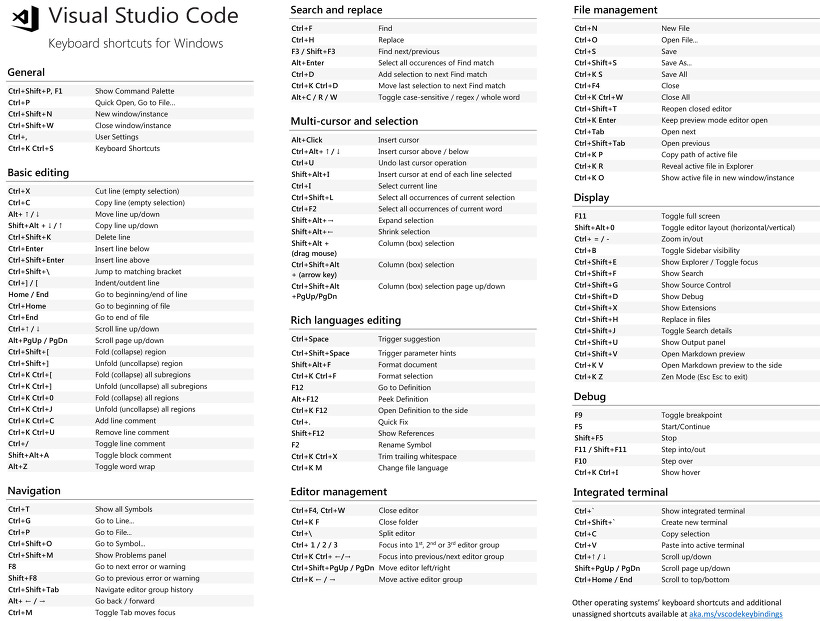 Visual Studio Code
Keyboard shortcuts for Windows
General
Ctrl+Shift+P, F1 Show Command Palette
Ctrl+P Quick Open, Go to File…
Ctrl+Shift+N New window/instance
Ctrl+Shift+W Close window/instance
Ctrl+, User Settings
Ctrl+K Ctrl+S Keyboard Shortcuts
Basic editing
Ctrl+X Cut line (empty selection)
Ctrl+C Copy line (empty selection)
Alt+ ↑ / ↓ Move line up/down
Shift+Alt + ↓ / ↑ Copy line up/down
Ctrl+Shift+K Delete line
Ctrl+Enter Insert line below
Ctrl+Shift+Enter Insert line above
Ctrl+Shift+\ Jump to matching bracket
Ctrl+] / [ Indent/outdent line
Home / End Go to beginning/end of line
Ctrl+Home Go to beginning of file
Ctrl+End Go to end of file
Ctrl+↑ / ↓ Scroll line up/down
Alt+PgUp / PgDn Scroll page up/down
Ctrl+Shift+[ Fold (collapse) region
Ctrl+Shift+] Unfold (uncollapse) region
Ctrl+K Ctrl+[ Fold (collapse) all subregions
Ctrl+K Ctrl+] Unfold (uncollapse) all subregions
Ctrl+K Ctrl+0 Fold (collapse) all regions
Ctrl+K Ctrl+J Unfold (uncollapse) all regions
Ctrl+K Ctrl+C Add line comment
Ctrl+K Ctrl+U Remove line comment
Ctrl+/ Toggle line comment
Shift+Alt+A Toggle block comment
Alt+Z Toggle word wrap
Navigation
Ctrl+T Show all Symbols
Ctrl+G Go to Line...
Ctrl+P Go to File...
Ctrl+Shift+O Go to Symbol...
Ctrl+Shift+M Show Problems panel
F8 Go to next error or warning
Shift+F8 Go to previous error or warning
Ctrl+Shift+Tab Navigate editor group history
Alt+ ← / → Go back / forward
Ctrl+M Toggle Tab moves focus
Search and replace
Ctrl+F Find
Ctrl+H Replace
F3 / Shift+F3 Find next/previous
Alt+Enter Select all occurences of Find match
Ctrl+D Add selection to next Find match
Ctrl+K Ctrl+D Move last selection to next Find match
Alt+C / R / W Toggle case-sensitive / regex / whole word
Multi-cursor and selection
Alt+Click Insert cursor
Ctrl+Alt+ ↑ / ↓ Insert cursor above / below
Ctrl+U Undo last cursor operation
Shift+Alt+I Insert cursor at end of each line selected
Ctrl+I Select current line
Ctrl+Shift+L Select all occurrences of current selection
Ctrl+F2 Select all occurrences of current word
Shift+Alt+→ Expand selection
Shift+Alt+← Shrink selection
Shift+Alt + Column (box) selection
(drag mouse)
Ctrl+Shift+Alt Column (box) selection
+ (arrow key)
Ctrl+Shift+Alt Column (box) selection page up/down
+PgUp/PgDn
Rich languages editing
Ctrl+Space Trigger suggestion
Ctrl+Shift+Space Trigger parameter hints
Shift+Alt+F Format document
Ctrl+K Ctrl+F Format selection
F12 Go to Definition
Alt+F12 Peek Definition
Ctrl+K F12 Open Definition to the side
Ctrl+. Quick Fix
Shift+F12 Show References
F2 Rename Symbol
Ctrl+K Ctrl+X Trim trailing whitespace
Ctrl+K M Change file language
Editor management
Ctrl+F4, Ctrl+W Close editor
Ctrl+K F Close folder
Ctrl+\ Split editor
Ctrl+ 1 / 2 / 3 Focus into 1st, 2nd or 3rd editor group
Ctrl+K Ctrl+ ←/→ Focus into previous/next editor group
Ctrl+Shift+PgUp / PgDn Move editor left/right
Ctrl+K ← / → Move active editor group
File management
Ctrl+N New File
Ctrl+O Open File...
Ctrl+S Save
Ctrl+Shift+S Save As...
Ctrl+K S Save All
Ctrl+F4 Close
Ctrl+K Ctrl+W Close All
Ctrl+Shift+T Reopen closed editor
Ctrl+K Enter Keep preview mode editor open
Ctrl+Tab Open next
Ctrl+Shift+Tab Open previous
Ctrl+K P Copy path of active file
Ctrl+K R Reveal active file in Explorer
Ctrl+K O Show active file in new window/instance
Display
F11 Toggle full screen
Shift+Alt+0 Toggle editor layout (horizontal/vertical)
Ctrl+ = / - Zoom in/out
Ctrl+B Toggle Sidebar visibility
Ctrl+Shift+E Show Explorer / Toggle focus
Ctrl+Shift+F Show Search
Ctrl+Shift+G Show Source Control
Ctrl+Shift+D Show Debug
Ctrl+Shift+X Show Extensions
Ctrl+Shift+H Replace in files
Ctrl+Shift+J Toggle Search details
Ctrl+Shift+U Show Output panel
Ctrl+Shift+V Open Markdown preview
Ctrl+K V Open Markdown preview to the side
Ctrl+K Z Zen Mode (Esc Esc to exit)
Debug
F9 Toggle breakpoint
F5 Start/Continue
Shift+F5 Stop
F11 / Shift+F11 Step into/out
F10 Step over
Ctrl+K Ctrl+I Show hover
Integrated terminal
Ctrl+` Show integrated terminal
Ctrl+Shift+` Create new terminal
Ctrl+C Copy selection
Ctrl+V Paste into active terminal
Ctrl+↑ / ↓ Scroll up/down
Shift+PgUp / PgDn Scroll page up/down
Ctrl+Home / End Scroll to top/bottom
Other operating systems' keyboard shortcuts and additional
unassigned shortcuts available at aka.ms/vscodekeybindings